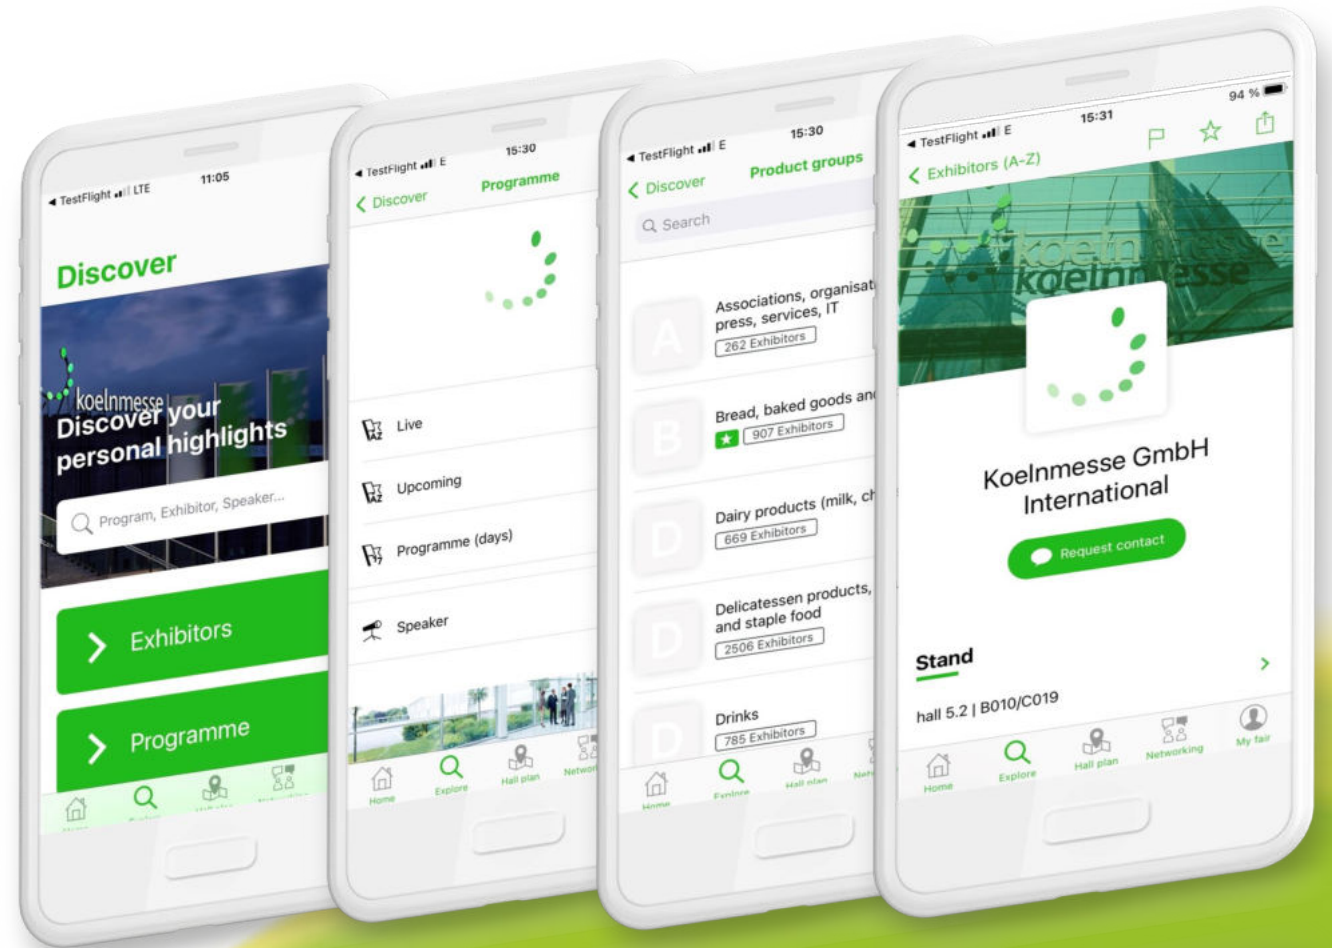 TestFlight LTE
11:05
Discover
koelnmesse
Discover your
personal highlights
Program, Exhibitor, Speaker...
Exhibitors
Programme
TestFlight E
15:30
Discover
Programme
Live
Upcoming
Programme (days)
Speaker
Home
Explore
Hall plan
TestFlight E
15:30
Discover
Product groups
Search
A
Associations, organisat
press, services, IT
262 Exhibitors
B
Bread, baked goods an
907 Exhibitors
D
Dairy products (milk, ch
669 Exhibitors
D
Delicatessen products,
and staple food
2506 Exhibitors
D
Drinks
785 Exhibitors
Home
Explore
Hall plan
TestFlight E
15:31
94 %
Exhibitors (A-Z)
koelnmesse
koelnmesse
Koelnmesse GmbH
International
Request contact
Stand
hall 5.2 | B010/C019
Home
Explore
Hall plan
Networking
My fair